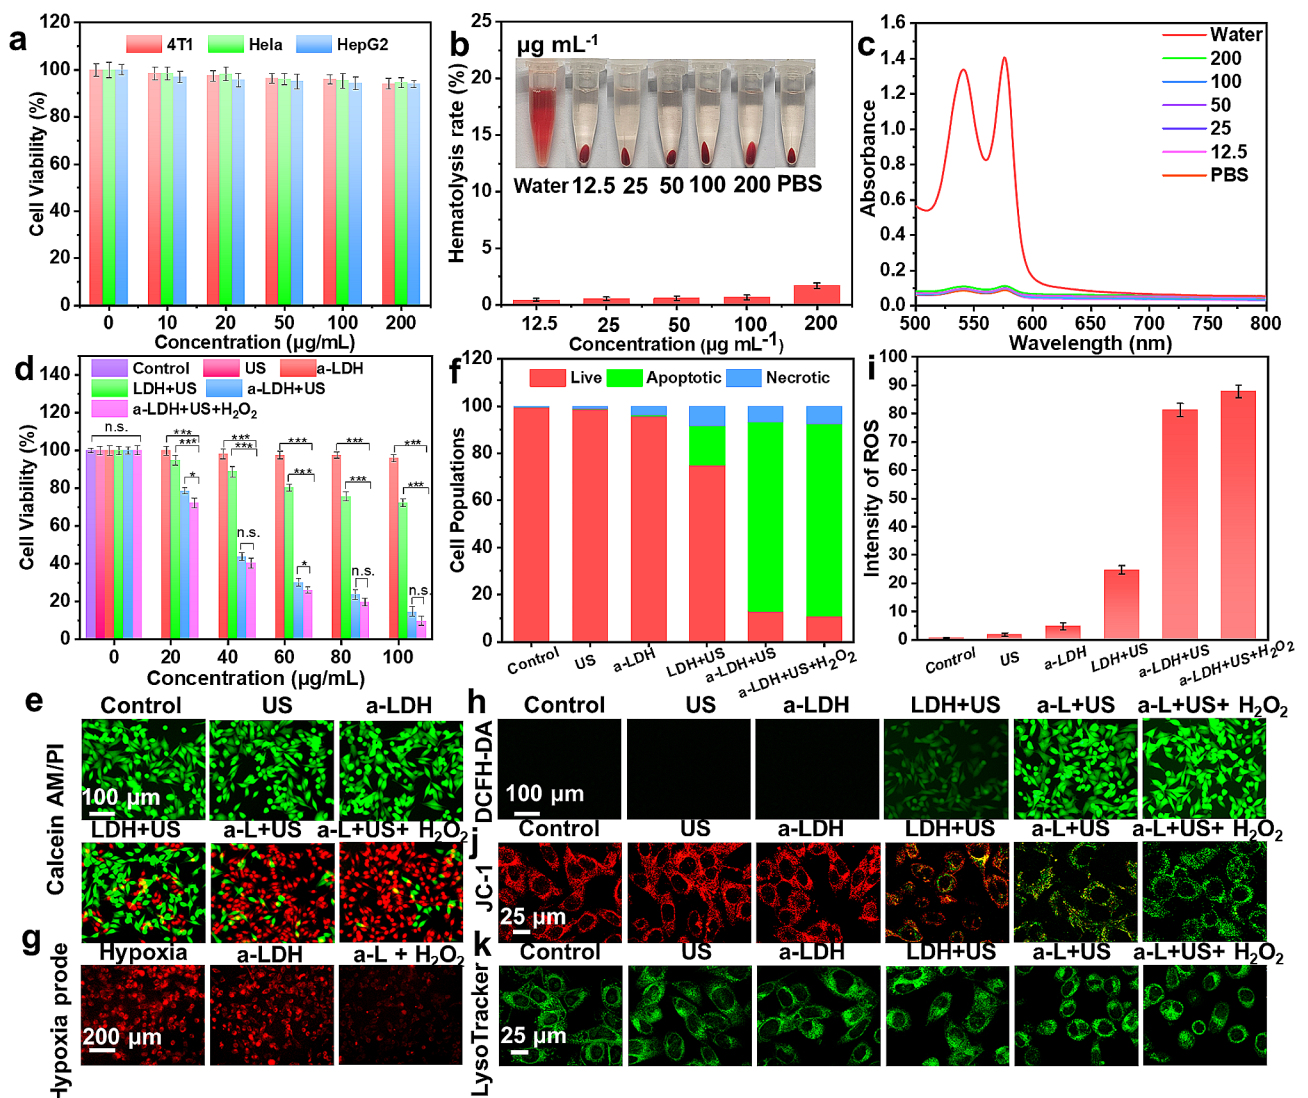 a
120
100
80
60
40
20
0
Cell Viability (%)
4T1 Hela HepG2
0 10 20 50 100 200
Concentration (µg/mL)
b
25
20
15
10
5
0
Hematolysis rate (%)
µg mL⁻¹
Water 12.5 25 50 100 200 PBS
12.5 25 50 100 200
Concentration (µg mL⁻¹)
c
1.6
1.4
1.2
1.0
0.8
0.6
0.4
0.2
0.0
Absorbance
Water
200
100
50
25
12.5
PBS
500 550 600 650 700 750 800
Wavelength (nm)
d
140
120
100
80
60
40
20
0
Cell Viability (%)
Control US a-LDH
LDH+US a-LDH+US
a-LDH+US+H₂O₂
n.s. *** *** *** *** ***
*** *** *** *** ***
* n.s. * n.s. n.s.
0 20 40 60 80 100
Concentration (µg/mL)
f
120
100
80
60
40
20
0
Cell Populations
Live Apoptotic Necrotic
Control US a-LDH LDH+US a-LDH+US a-LDH+US+H₂O₂
i
100
90
80
70
60
50
40
30
20
10
0
Intensity of ROS
Control US a-LDH LDH+US a-LDH+US a-LDH+US+H₂O₂
e
Calcein AM/PI
Control US a-LDH
100 µm
LDH+US a-L+US a-L+US+ H₂O₂
g
Hypoxia prode
Hypoxia a-LDH a-L + H₂O₂
200 µm
h
DCFH-DA
Control US a-LDH LDH+US a-L+US a-L+US+ H₂O₂
100 µm
j
JC-1
Control US a-LDH LDH+US a-L+US a-L+US+ H₂O₂
25 µm
k
LysoTracker
Control US a-LDH LDH+US a-L+US a-L+US+ H₂O₂
25 µm